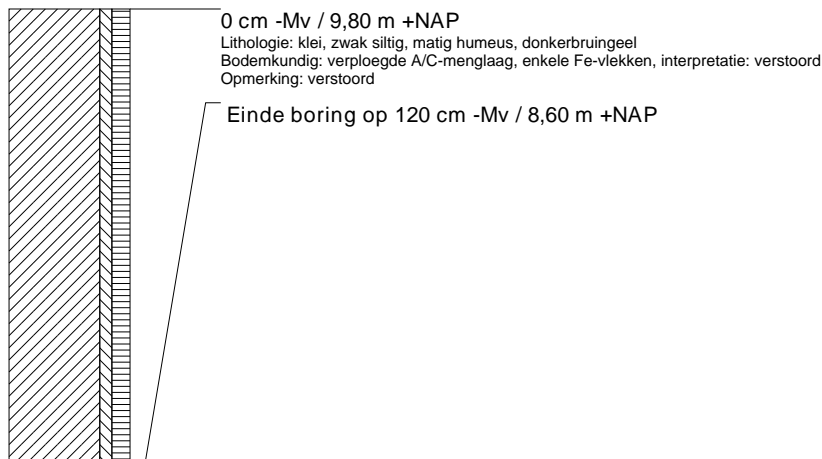 0 cm -Mv / 9,80 m +NAP
Lithologie: klei, zwak siltig, matig humeus, donkerbruingeel
Bodemkundig: verploegde A/C-menglaag, enkele Fe-vlekken, interpretatie: verstoord
Opmerking: verstoord
Einde boring op 120 cm -Mv / 8,60 m +NAP